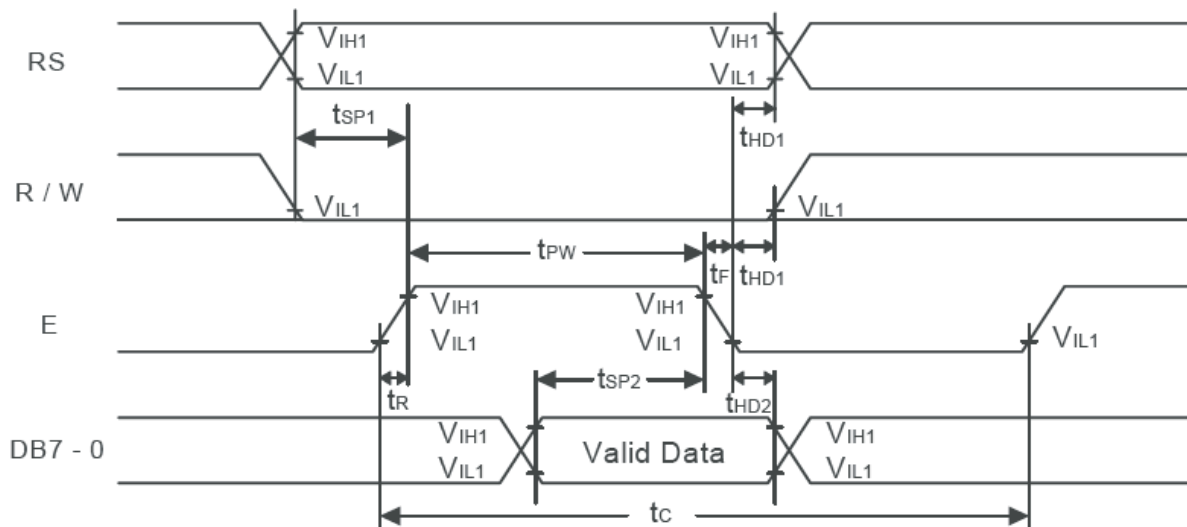 RS
VIH1 VIH1
VIL1 VIL1
tSP1 tHD1
R / W
VIL1 VIL1
tPW tF tHD1
E
VIH1 VIH1
VIL1 VIL1 VIL1
tR tSP2 tHD2
DB7 - 0
VIH1 Valid Data VIH1
VIL1 VIL1
tC